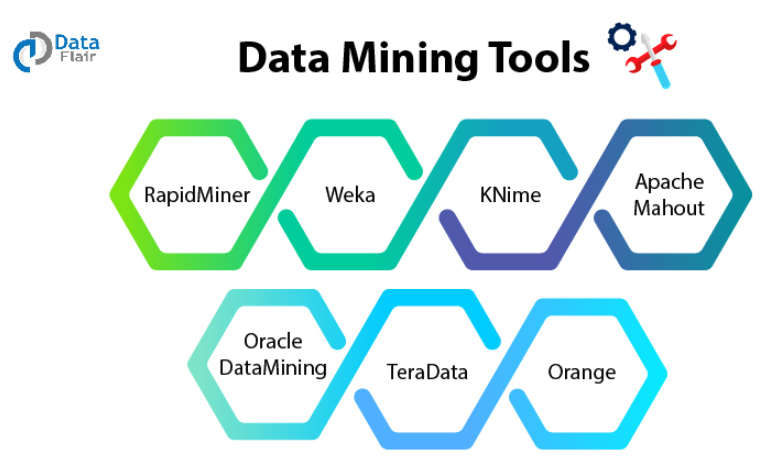 Data
Flair
Data Mining Tools
RapidMiner
Weka
KNime
Apache
Mahout
Oracle
DataMining
TeraData
Orange